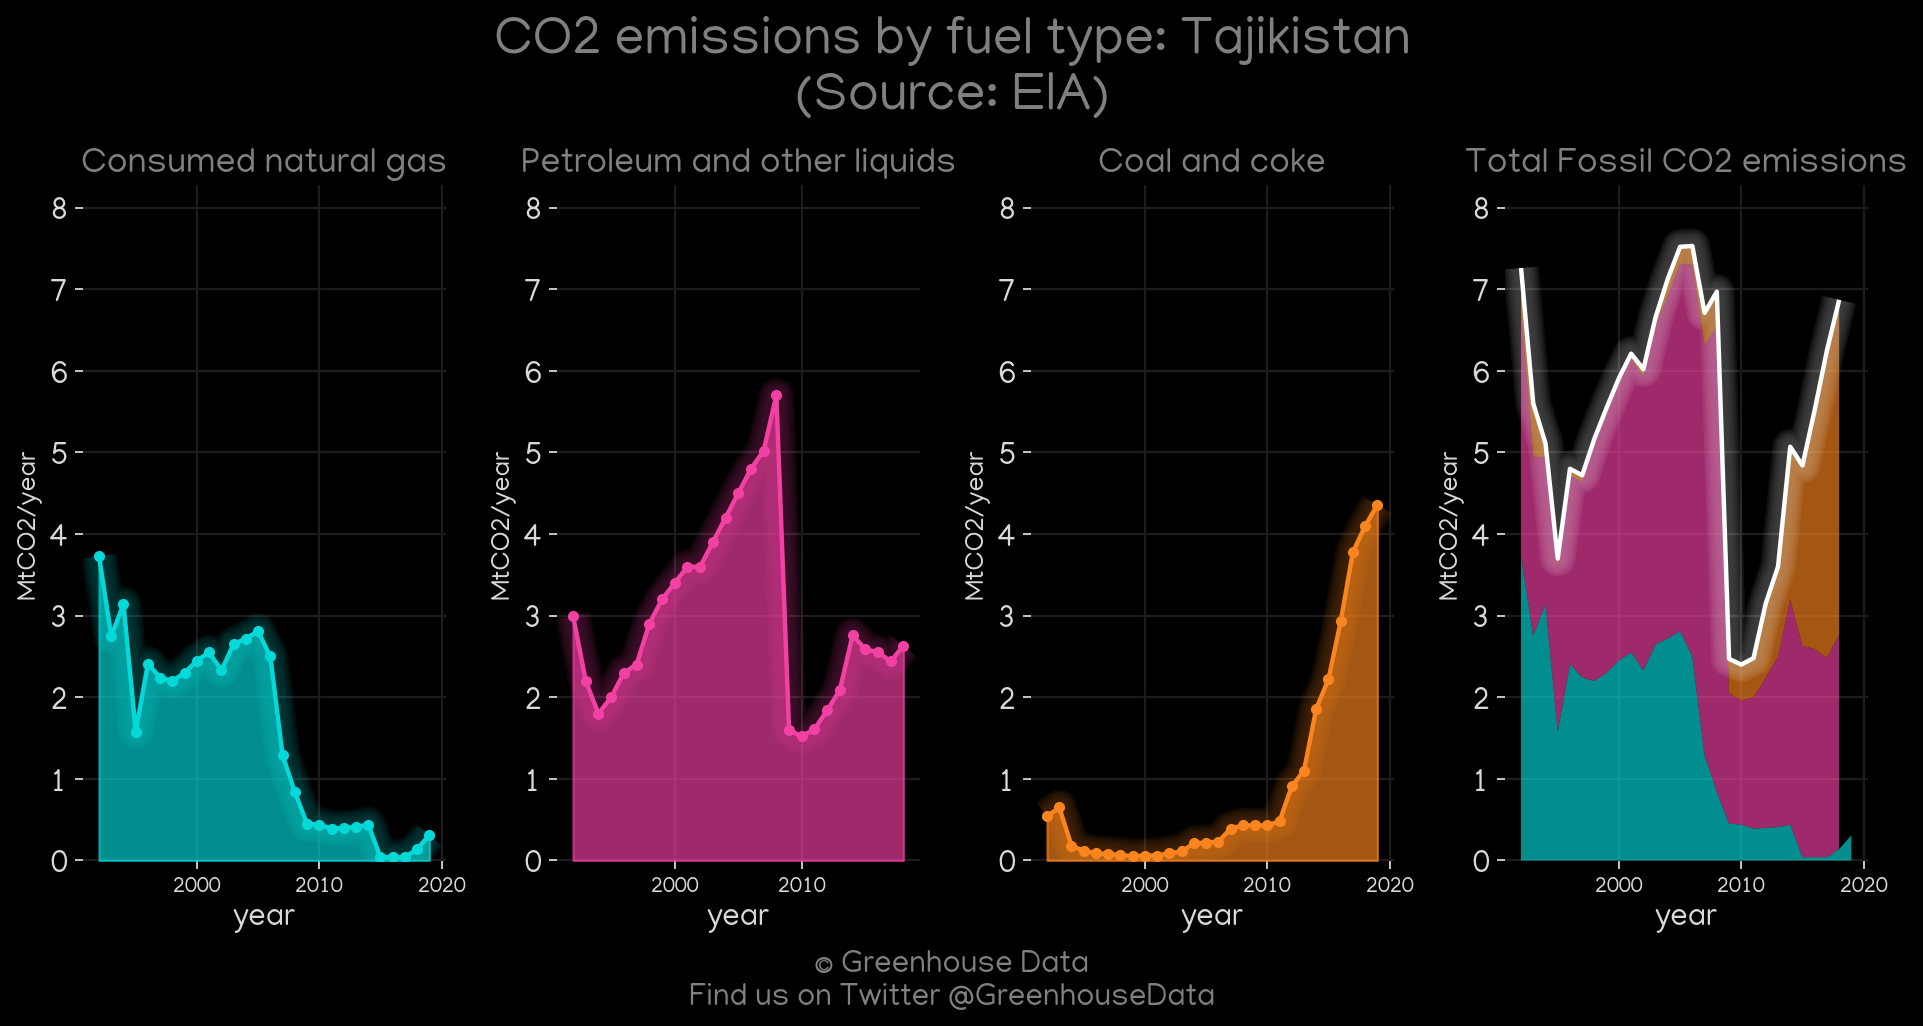 CO2 emissions by fuel type: Tajikistan
(Source: EIA)
Consumed natural gas
8
7
6
5
4
3
2
1
0
MtCO2/year
2000 2010 2020
year
Petroleum and other liquids
8
7
6
5
4
3
2
1
0
MtCO2/year
2000 2010
year
Coal and coke
8
7
6
5
4
3
2
1
0
MtCO2/year
2000 2010 2020
year
Total Fossil CO2 emissions
8
7
6
5
4
3
2
1
0
MtCO2/year
2000 2010 2020
year
© Greenhouse Data
Find us on Twitter @GreenhouseData